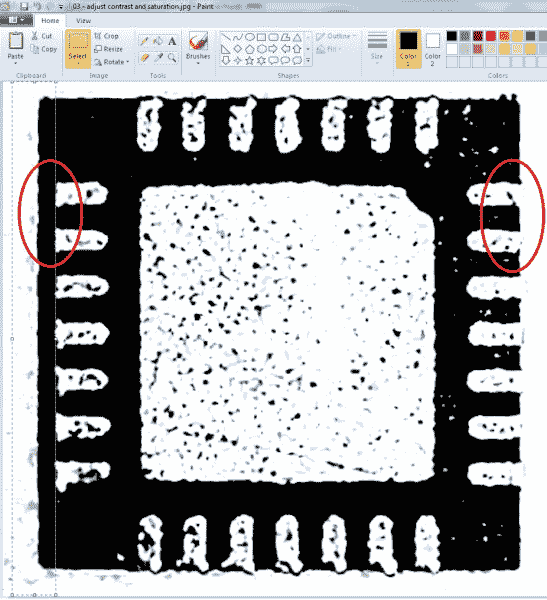 03 - adjust contrast and saturation.jpg - Paint
Home View
Paste
Cut
Copy
Clipboard
Select
Crop
Resize
Rotate
Image
Tools
Brushes
Shapes
Outline
Fill
Size
Color
1
Color
2
Colors